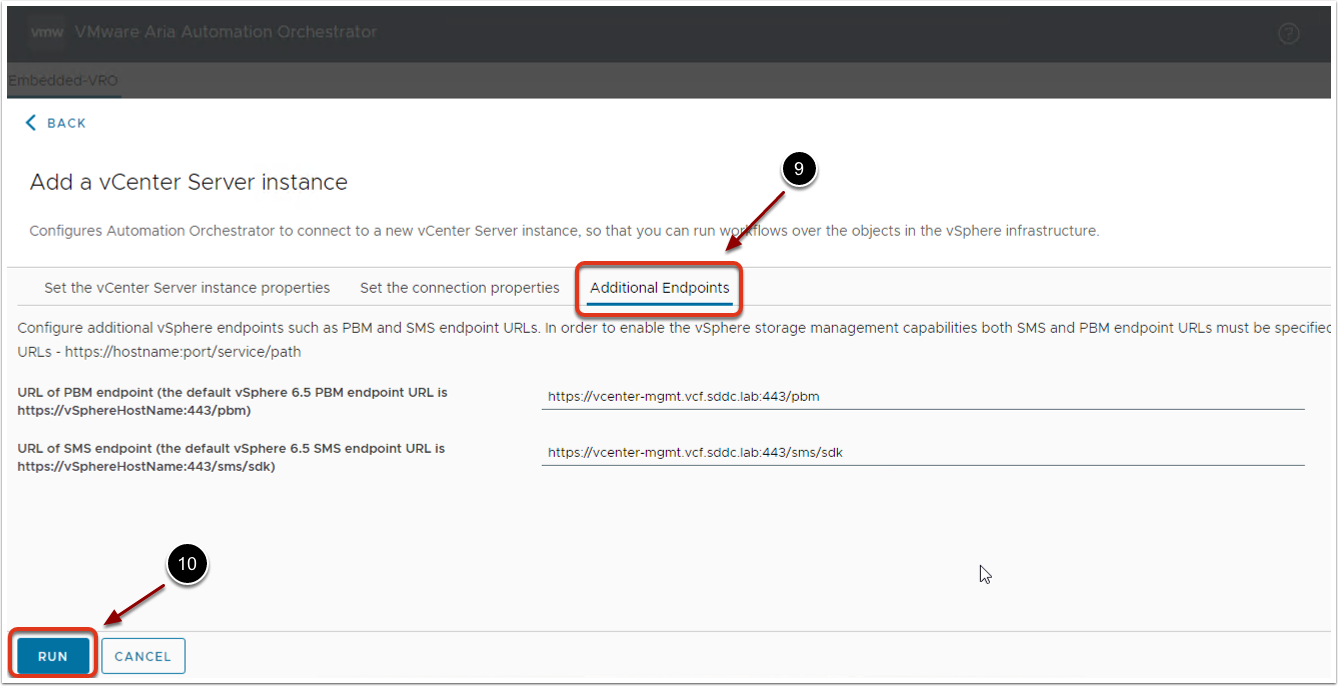 vmw VMware Aria Automation Orchestrator
Embedded-VRO
BACK
Add a vCenter Server instance
9
Configures Automation Orchestrator to connect to a new vCenter Server instance, so that you can run workflows over the objects in the vSphere infrastructure.
Set the vCenter Server instance properties Set the connection properties Additional Endpoints
Configure additional vSphere endpoints such as PBM and SMS endpoint URLs. In order to enable the vSphere storage management capabilities both SMS and PBM endpoint URLs must be specified
URLs - https://hostname:port/service/path
URL of PBM endpoint (the default vSphere 6.5 PBM endpoint URL is
https://vSphereHostName:443/pbm)
https://vcenter-mgmt.vcf.sddc.lab:443/pbm
URL of SMS endpoint (the default vSphere 6.5 SMS endpoint URL is
https://vSphereHostName:443/sms/sdk)
https://vcenter-mgmt.vcf.sddc.lab:443/sms/sdk
10
RUN CANCEL